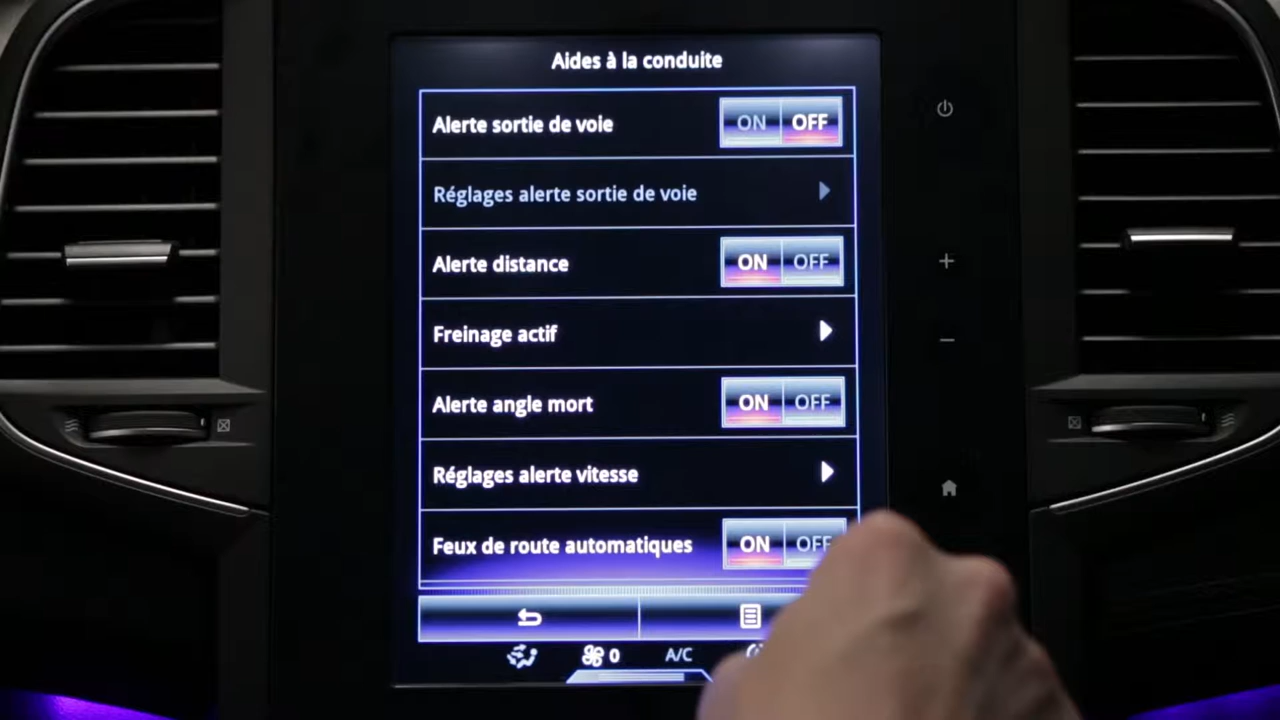 Aides à la conduite
Alerte sortie de voie ON OFF
Réglages alerte sortie de voie
Alerte distance ON OFF
Freinage actif
Alerte angle mort ON OFF
Réglages alerte vitesse
Feux de route automatiques ON OFF
0 A/C